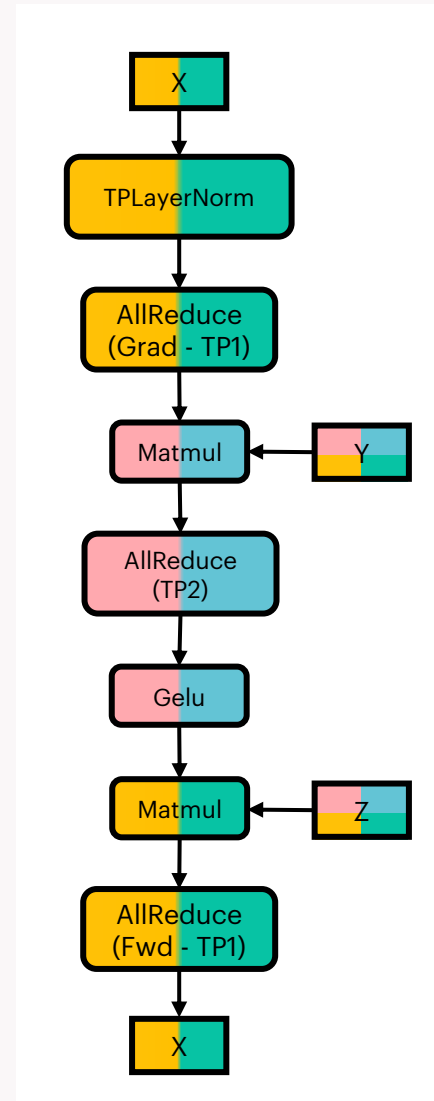 X
TPLayerNorm
AllReduce
(Grad - TP1)
Matmul
Y
AllReduce
(TP2)
Gelu
Matmul
Z
AllReduce
(Fwd - TP1)
X